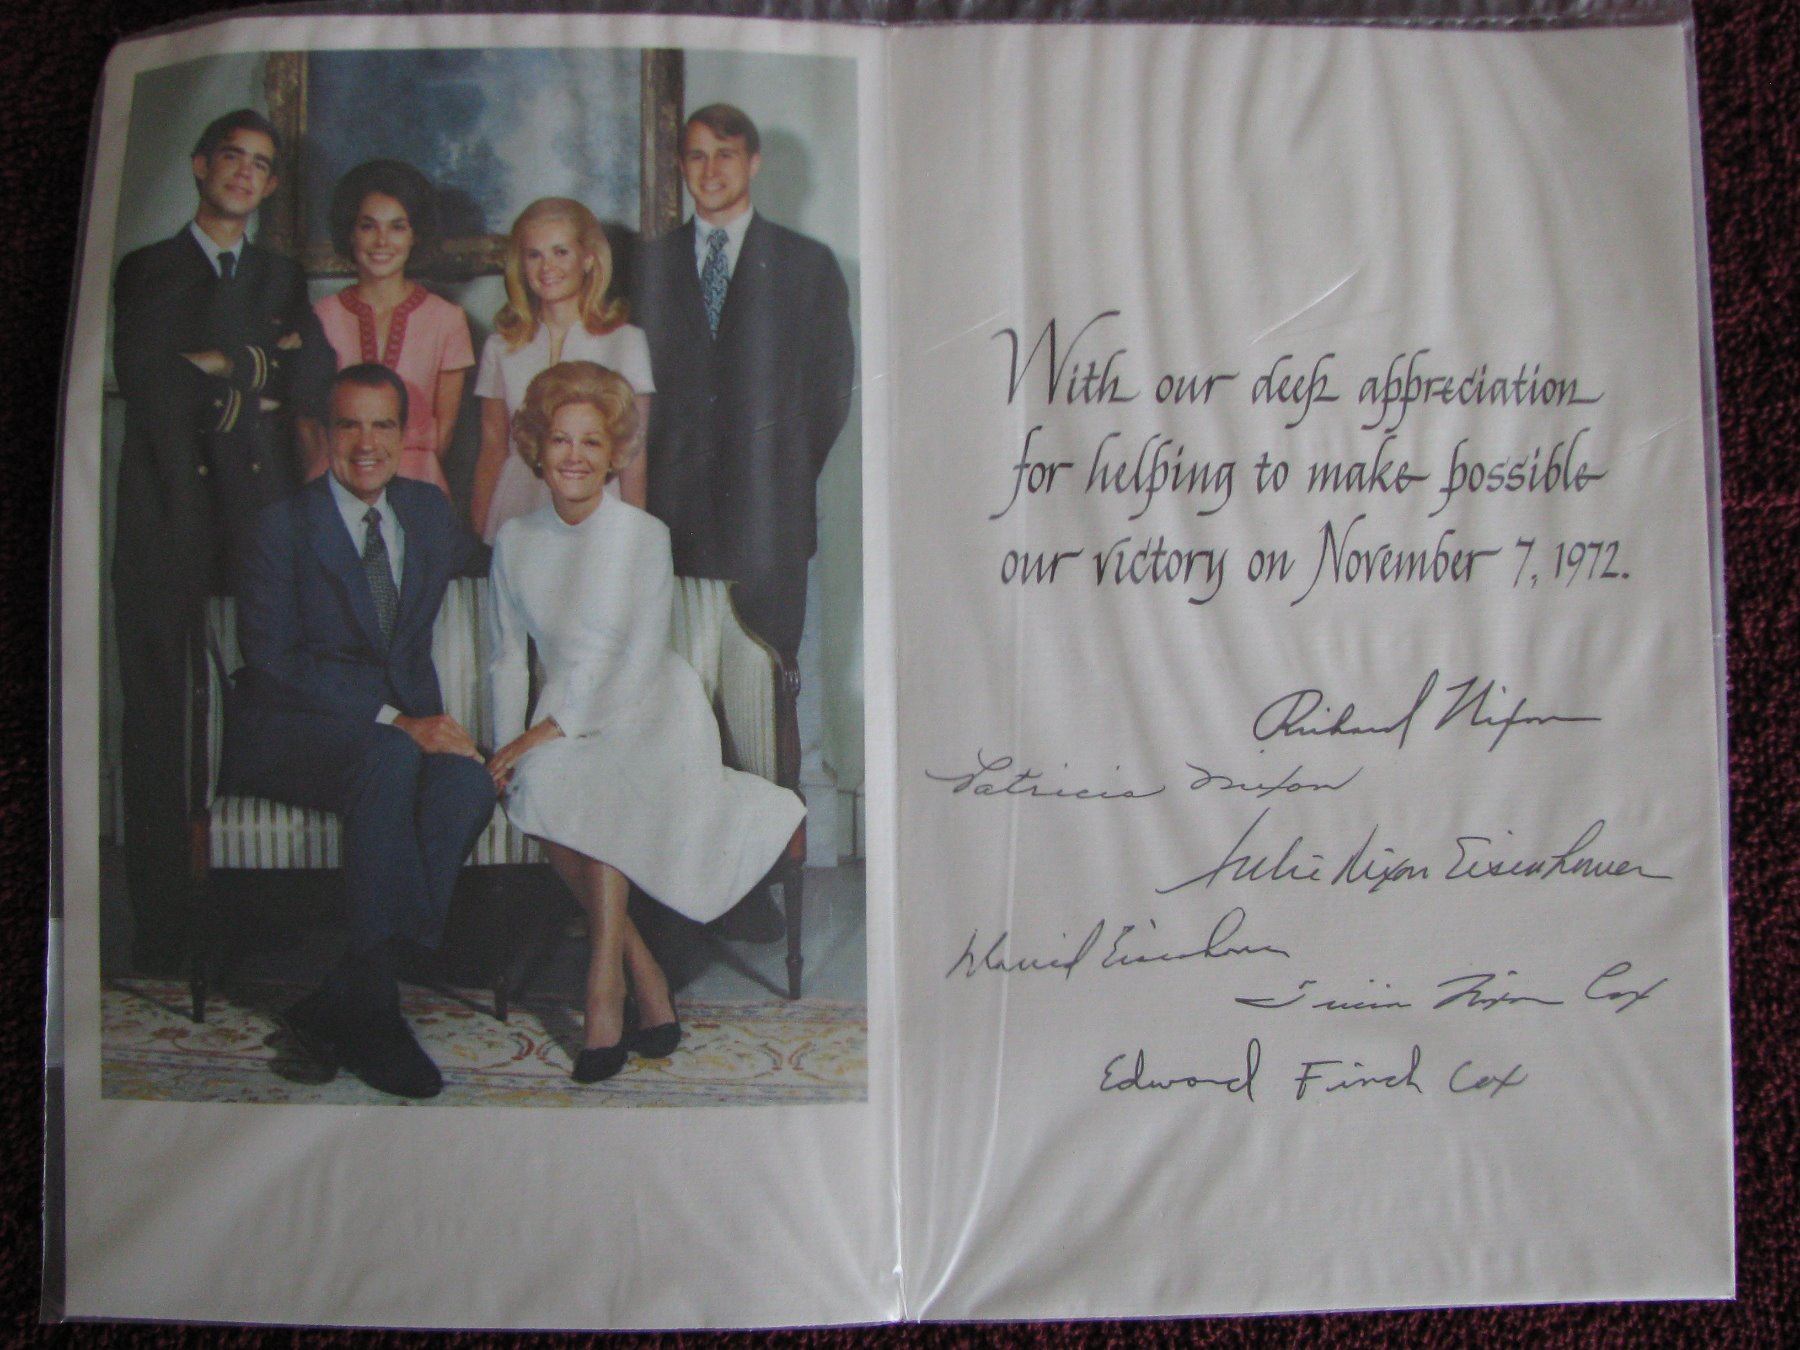 With our deep appreciation
for helping to make possible
our victory on November 7, 1972.
Richard Nixon
Patricia Nixon
Julie Nixon Eisenhower
David Eisenhower
Tricia Nixon Cox
Edward Finch Cox